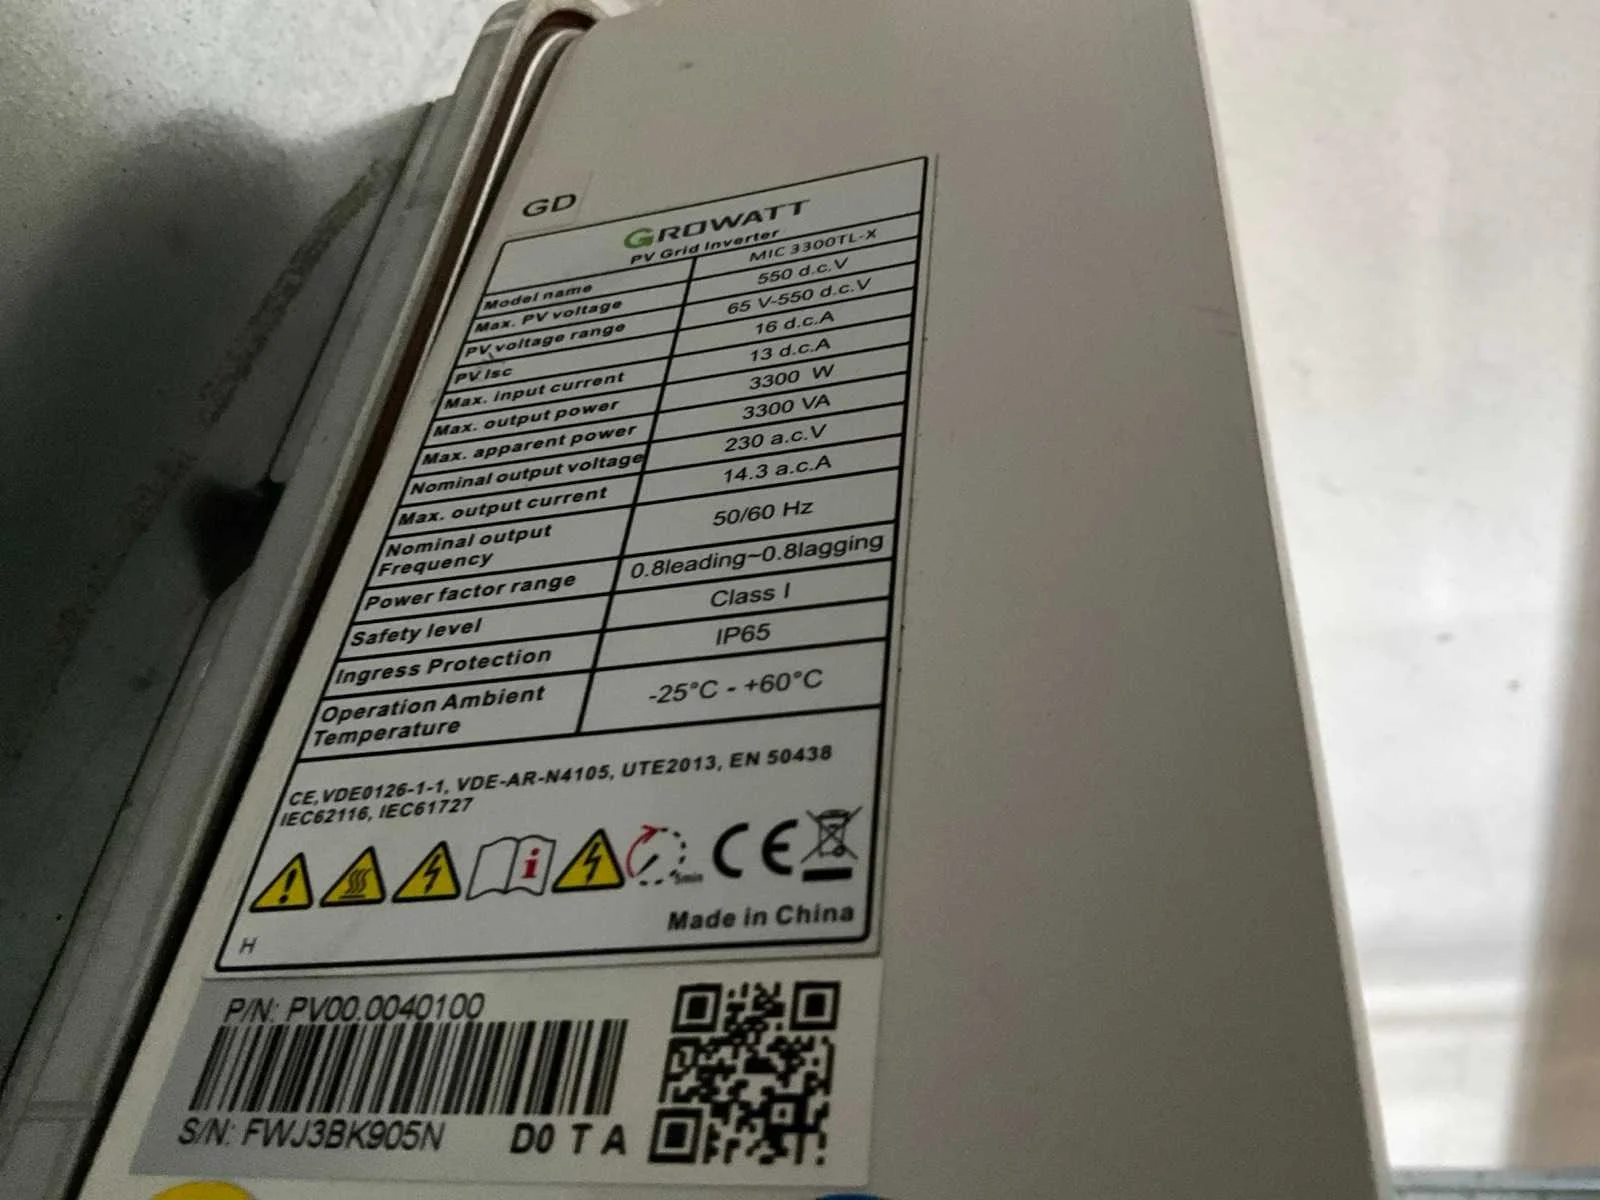 GD
GROWATT
PV Grid Inverter
Model name MIC 3300TL-X
Max. PV voltage 550 d.c.V
PV voltage range 65 V-550 d.c.V
PV Isc 16 d.c.A
Max. input current 13 d.c.A
Max. output power 3300 W
Max. apparent power 3300 VA
Nominal output voltage 230 a.c.V
Max. output current 14.3 a.c.A
Nominal output
Frequency 50/60 Hz
Power factor range 0.8leading~0.8lagging
Safety level Class I
Ingress Protection IP65
Operation Ambient
Temperature -25°C - +60°C
CE,VDE0126-1-1, VDE-AR-N4105, UTE2013, EN 50438
IEC62116, IEC61727
i 5min CE
Made in China
H
P/N: PV00.0040100
S/N: FWJ3BK905N D0 T A